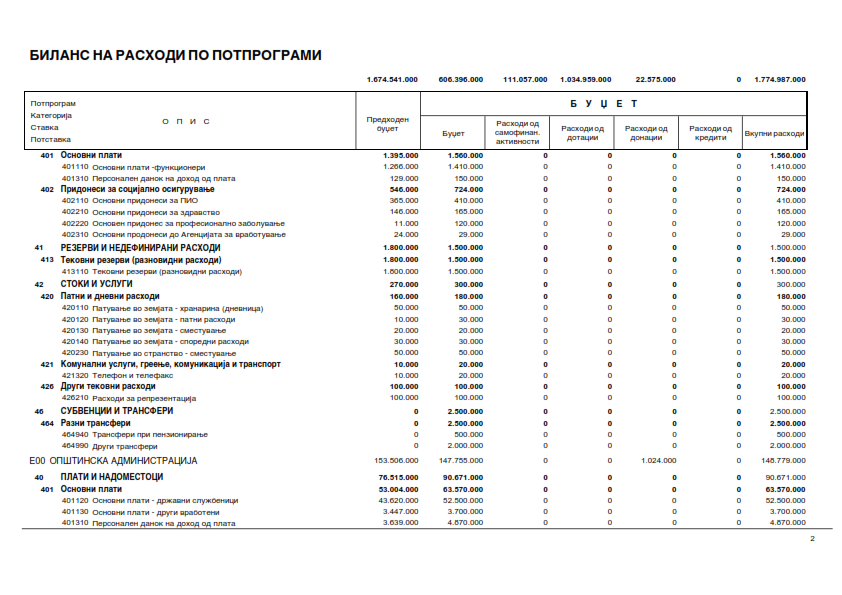 БИЛАНС НА РАСХОДИ ПО ПОТПРОГРАМИ
1.674.541.000 606.396.000 111.057.000 1.034.959.000 22.575.000 0 1.774.987.000
Потпрограм
Категорија
Ставка
Потставка
О П И С
Предходен буџет
Б У Џ Е Т
Буџет
Расходи од самофинан. активности
Расходи од дотации
Расходи од донации
Расходи од кредити
Вкупни расходи
401 Основни плати 1.395.000 1.560.000 0 0 0 0 1.560.000
401110 Основни плати -функционери 1.266.000 1.410.000 0 0 0 0 1.410.000
401310 Персонален данок на доход од плата 129.000 150.000 0 0 0 0 150.000
402 Придонеси за социјално осигурување 546.000 724.000 0 0 0 0 724.000
402110 Основни придонеси за ПИО 365.000 410.000 0 0 0 0 410.000
402210 Основни придонеси за здравство 146.000 165.000 0 0 0 0 165.000
402220 Основен придонес за професионално заболување 11.000 120.000 0 0 0 0 120.000
402310 Основни продонеси до Агенцијата за вработување 24.000 29.000 0 0 0 0 29.000
41 РЕЗЕРВИ И НЕДЕФИНИРАНИ РАСХОДИ 1.800.000 1.500.000 0 0 0 0 1.500.000
413 Тековни резерви (разновидни расходи) 1.800.000 1.500.000 0 0 0 0 1.500.000
413110 Тековни резерви (разновидни расходи) 1.800.000 1.500.000 0 0 0 0 1.500.000
42 СТОКИ И УСЛУГИ 270.000 300.000 0 0 0 0 300.000
420 Патни и дневни расходи 160.000 180.000 0 0 0 0 180.000
420110 Патување во земјата - хранарина (дневница) 50.000 50.000 0 0 0 0 50.000
420120 Патување во земјата - патни расходи 10.000 30.000 0 0 0 0 30.000
420130 Патување во земјата - сместување 20.000 20.000 0 0 0 0 20.000
420140 Патување во земјата - споредни расходи 30.000 30.000 0 0 0 0 30.000
420230 Патување во странство - сместување 50.000 50.000 0 0 0 0 50.000
421 Комунални услуги, греење, комуникација и транспорт 10.000 20.000 0 0 0 0 20.000
421320 Телефон и телефакс 10.000 20.000 0 0 0 0 20.000
426 Други тековни расходи 100.000 100.000 0 0 0 0 100.000
426210 Расходи за репрезентација 100.000 100.000 0 0 0 0 100.000
46 СУБВЕНЦИИ И ТРАНСФЕРИ 0 2.500.000 0 0 0 0 2.500.000
464 Разни трансфери 0 2.500.000 0 0 0 0 2.500.000
464940 Трансфери при пензионирање 0 500.000 0 0 0 0 500.000
464990 Други трансфери 0 2.000.000 0 0 0 0 2.000.000
E00 ОПШТИНСКА АДМИНИСТРАЦИЈА 153.506.000 147.755.000 0 0 1.024.000 0 148.779.000
40 ПЛАТИ И НАДОМЕСТОЦИ 76.515.000 90.671.000 0 0 0 0 90.671.000
401 Основни плати 53.004.000 63.570.000 0 0 0 0 63.570.000
401120 Основни плати - државни службеници 43.620.000 52.500.000 0 0 0 0 52.500.000
401130 Основни плати - други вработени 3.447.000 3.700.000 0 0 0 0 3.700.000
401310 Персонален данок на доход од плата 3.639.000 4.870.000 0 0 0 0 4.870.000
2